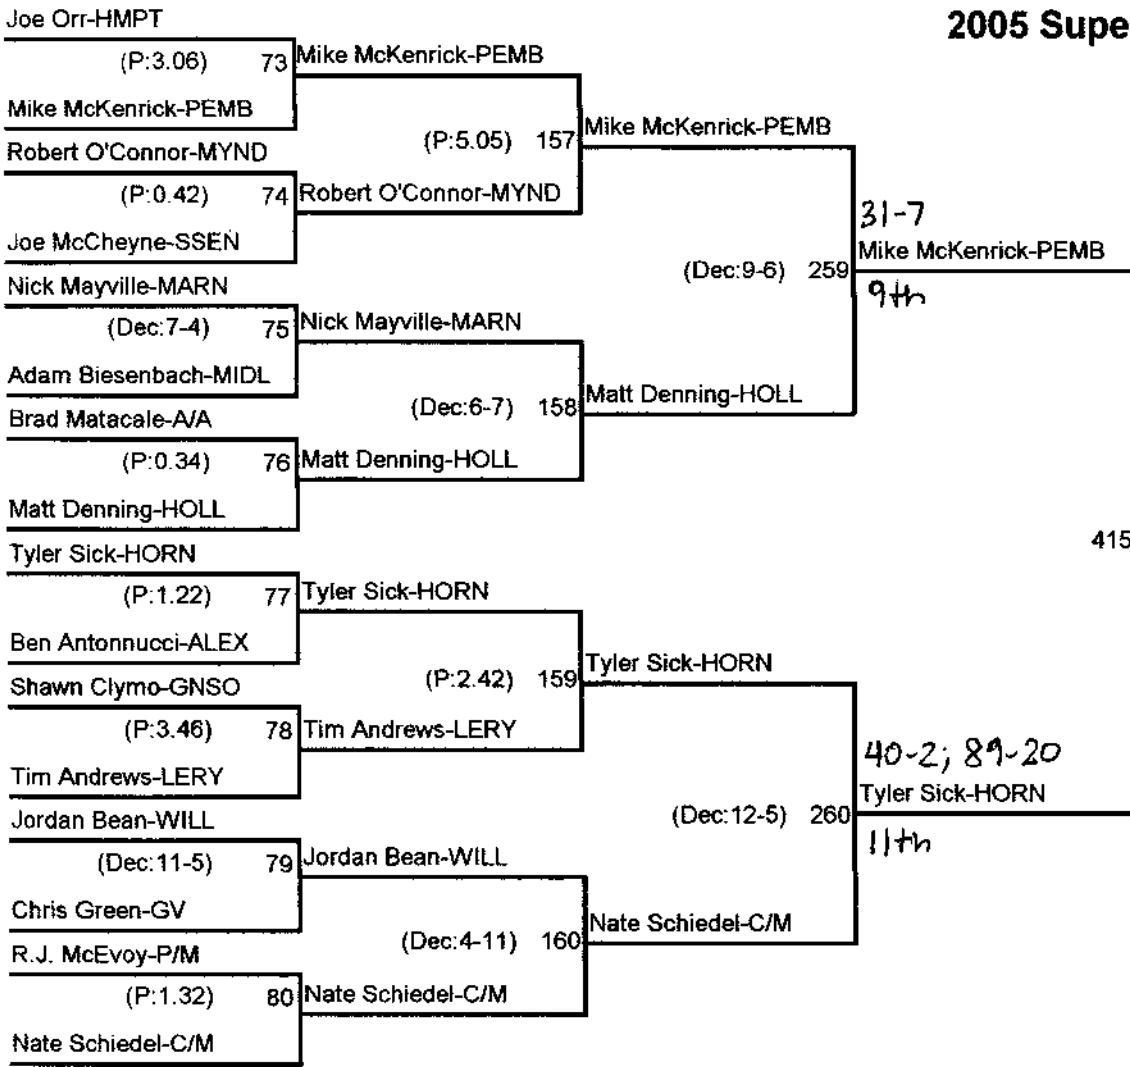 Joe Orr-HMPT
2005 Supe
(P:3.06) 73 Mike McKenrick-PEMB
Mike McKenrick-PEMB
(P:5.05) 157 Mike McKenrick-PEMB
Robert O'Connor-MYND
(P:0.42) 74 Robert O'Connor-MYND
Joe McCheyne-SSEN
31-7
(Dec:9-6) 259 Mike McKenrick-PEMB
9th
Nick Mayville-MARN
(Dec:7-4) 75 Nick Mayville-MARN
Adam Biesenbach-MIDL
(Dec:6-7) 158 Matt Denning-HOLL
Brad Matacale-A/A
(P:0.34) 76 Matt Denning-HOLL
Matt Denning-HOLL
415
Tyler Sick-HORN
(P:1.22) 77 Tyler Sick-HORN
Ben Antonnucci-ALEX
(P:2.42) 159 Tyler Sick-HORN
Shawn Clymo-GNSO
(P:3.46) 78 Tim Andrews-LERY
Tim Andrews-LERY
40-2; 89-20
(Dec:12-5) 260 Tyler Sick-HORN
11th
Jordan Bean-WILL
(Dec:11-5) 79 Jordan Bean-WILL
Chris Green-GV
(Dec:4-11) 160 Nate Schiedel-C/M
R.J. McEvoy-P/M
(P:1.32) 80 Nate Schiedel-C/M
Nate Schiedel-C/M